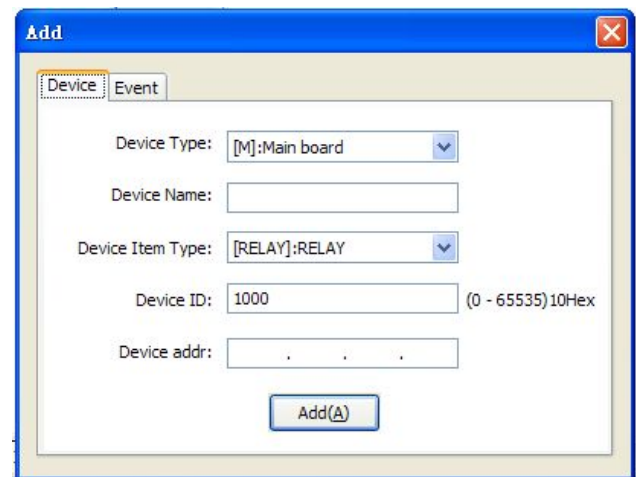 Add
Device Event
Device Type: [M]:Main board
Device Name:
Device Item Type: [RELAY]:RELAY
Device ID: 1000 (0 - 65535)10Hex
Device addr: . . .
Add(A)